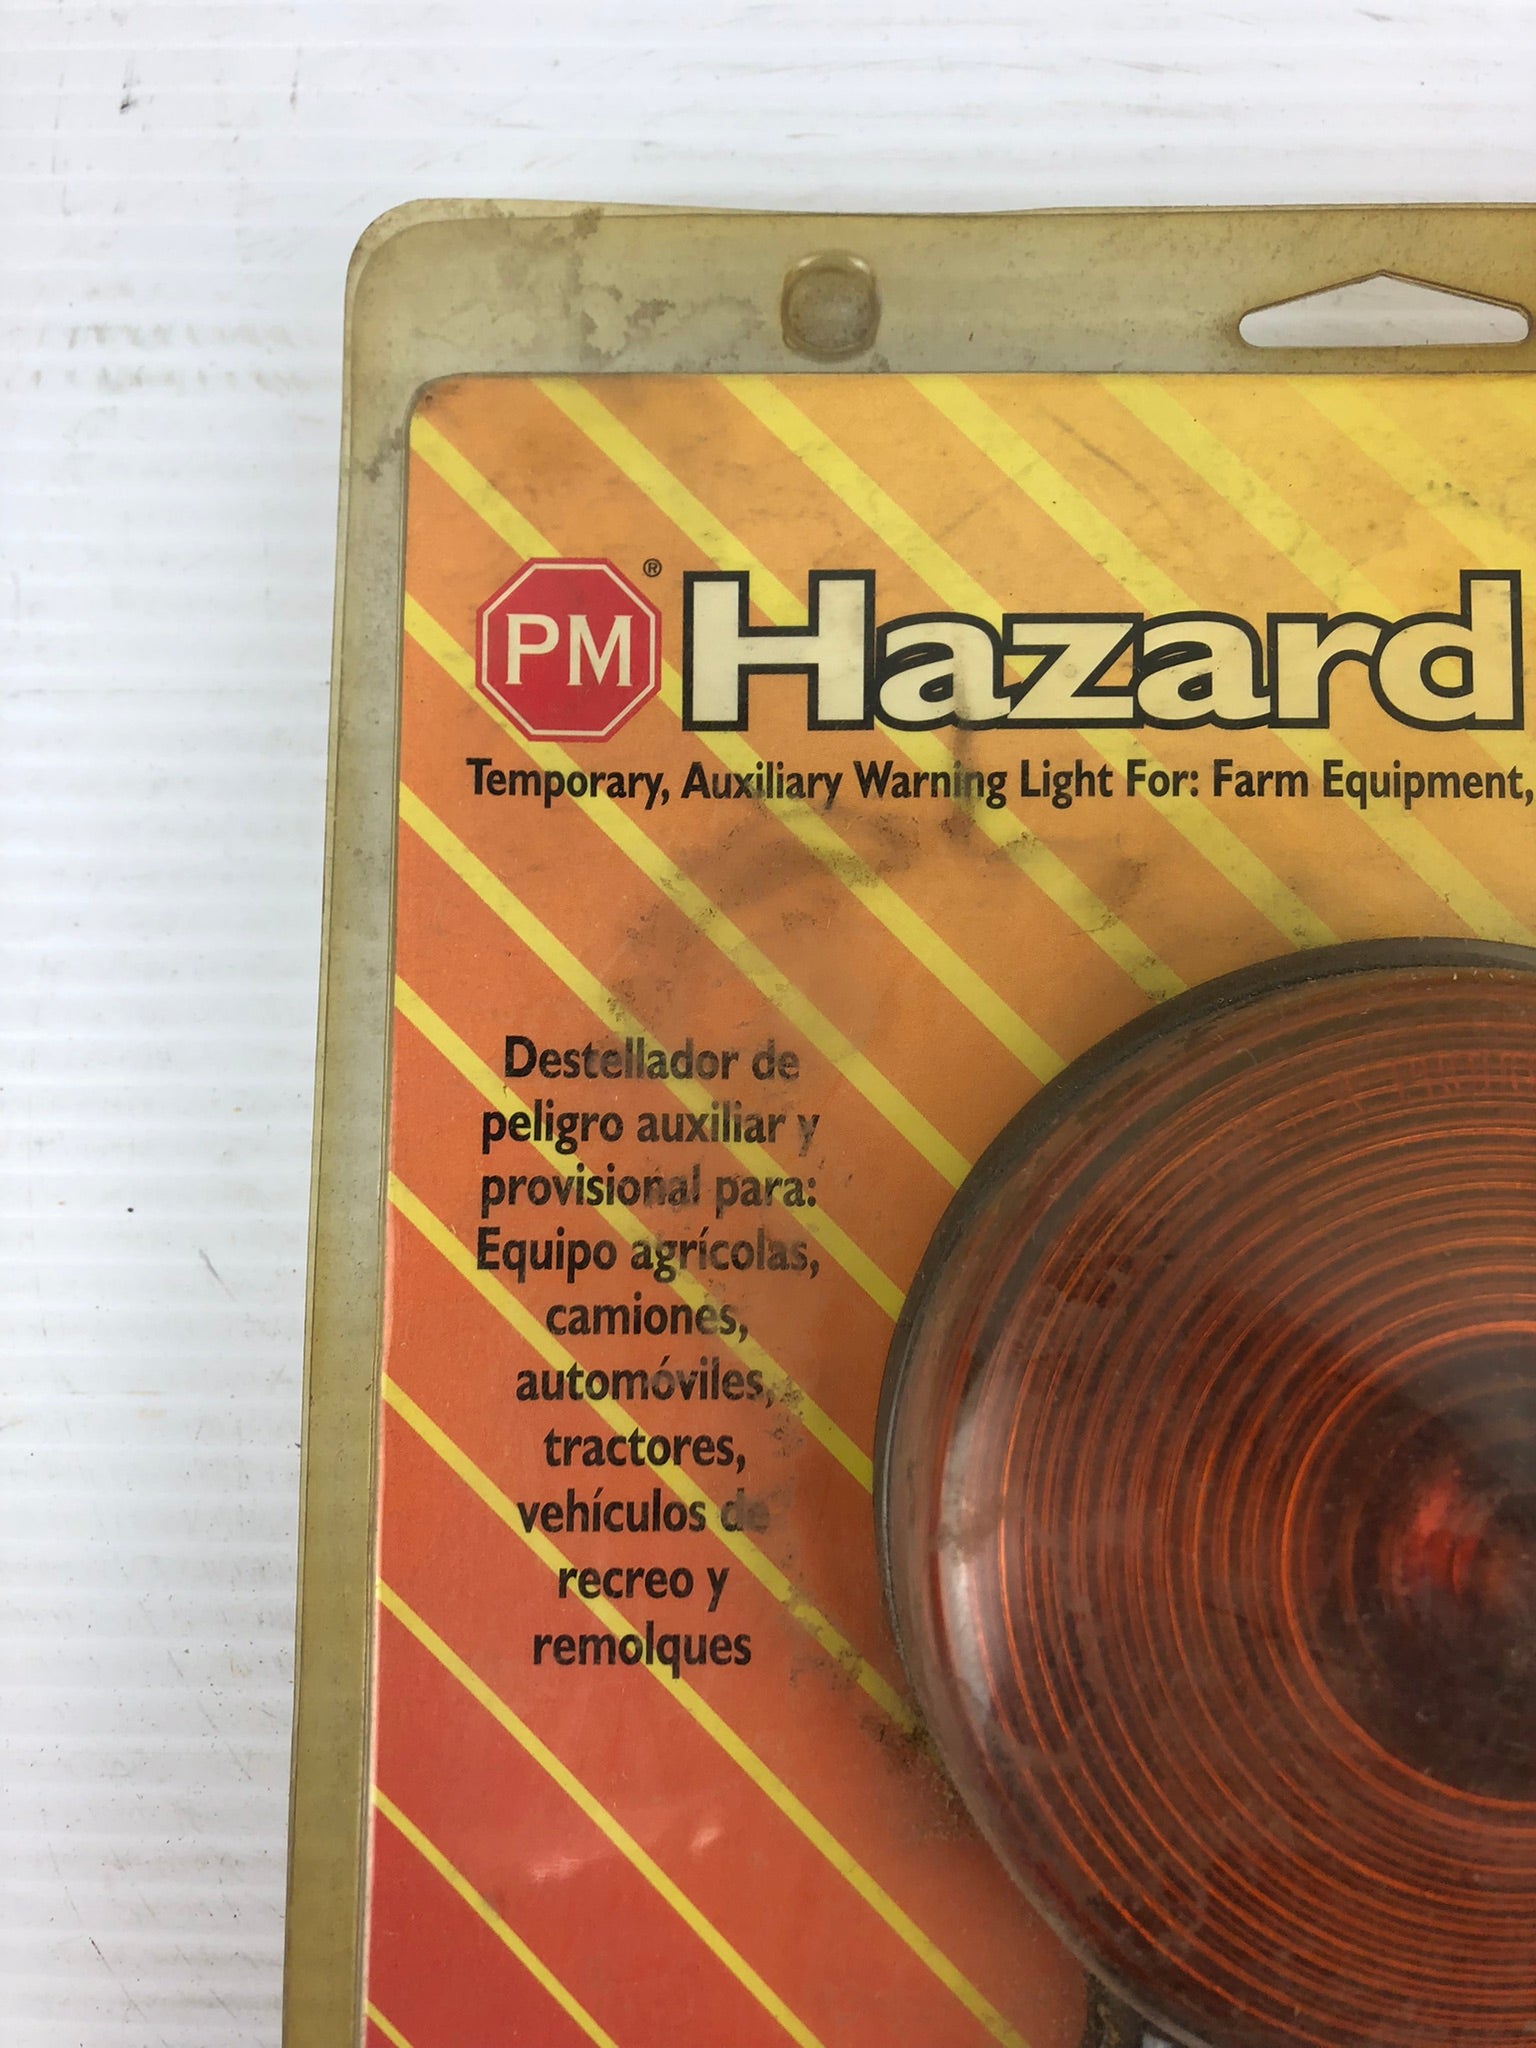 PM®
Hazard
Temporary, Auxiliary Warning Light For: Farm Equipment,
Destellador de
peligro auxiliar y
provisional para:
Equipo agrícolas,
camiones,
automóviles,
tractores,
vehículos de
recreo y
remolques